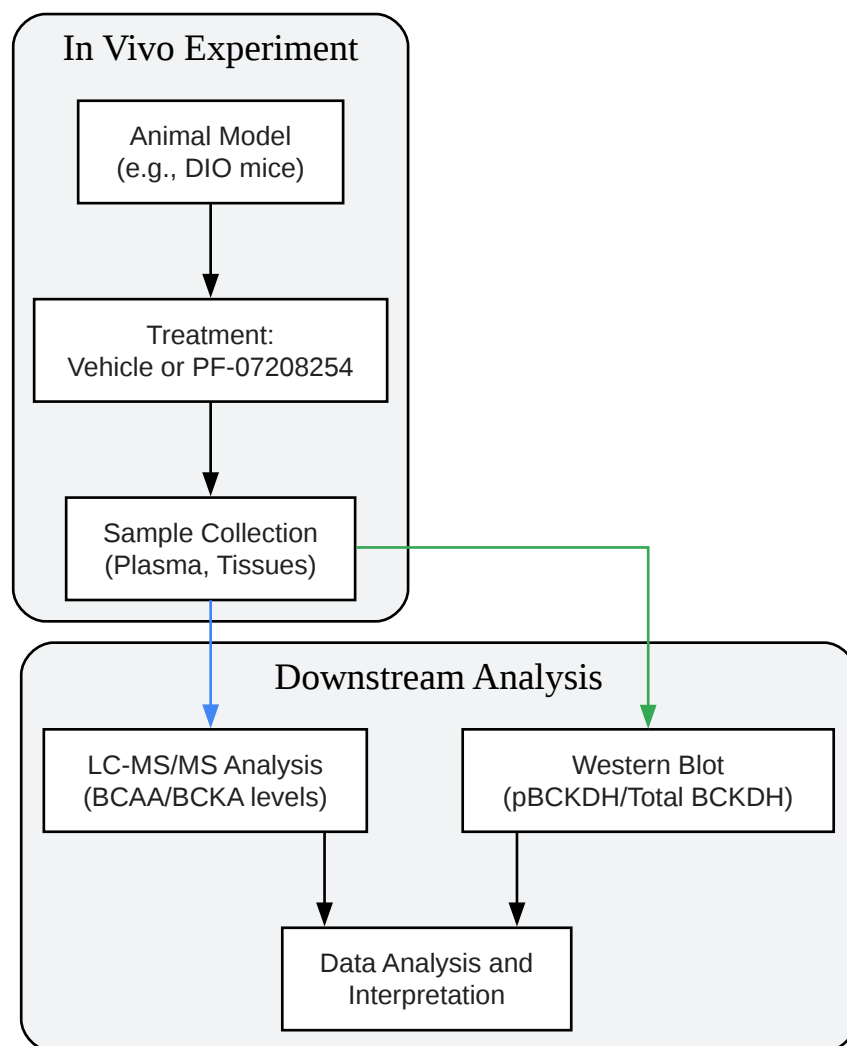 In Vivo Experiment
Animal Model
(e.g., DIO mice)
Treatment:
Vehicle or PF-07208254
Sample Collection
(Plasma, Tissues)
Downstream Analysis
LC-MS/MS Analysis
(BCAA/BCKA levels)
Western Blot
(pBCKDH/Total BCKDH)
Data Analysis and
Interpretation